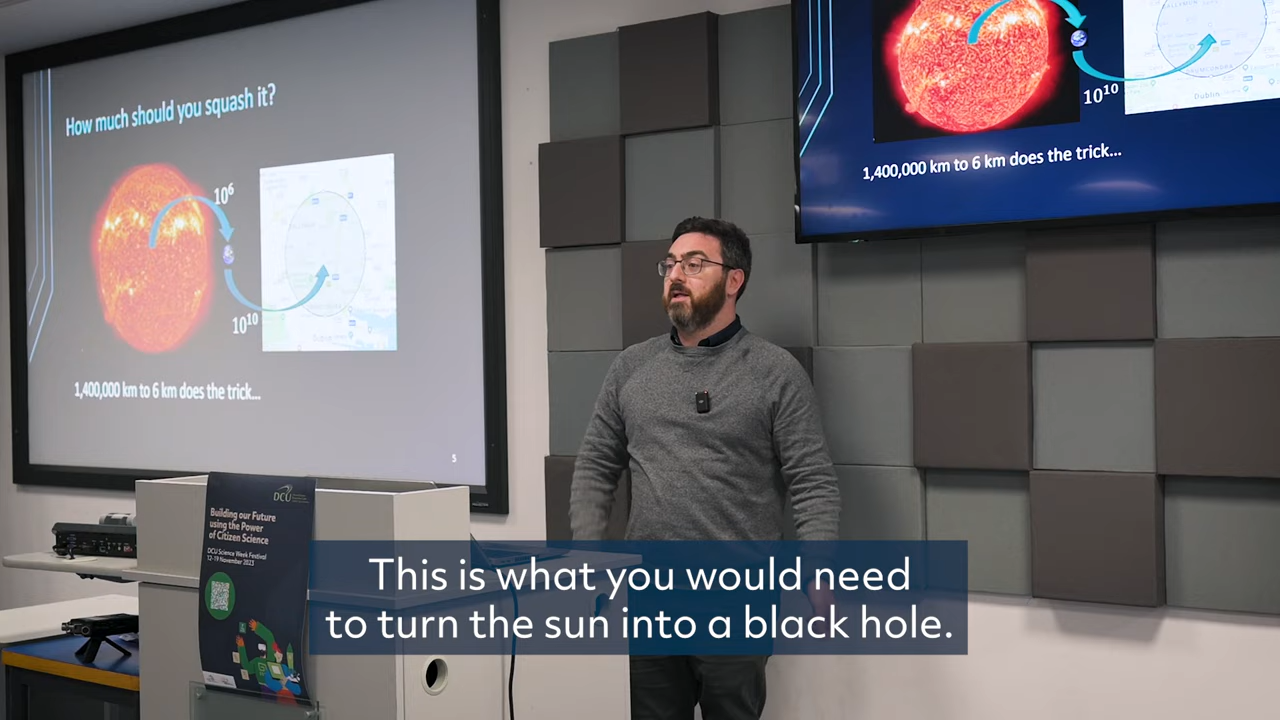 How much should you squash it?
10⁶
10¹⁰
Dublin
1,400,000 km to 6 km does the trick...
5
10¹⁰
Dublin
1,400,000 km to 6 km does the trick...
DCU
Building our Future
using the Power
of Citizen Science
DCU Science Week Festival
12-19 November 2023
This is what you would need
to turn the sun into a black hole.